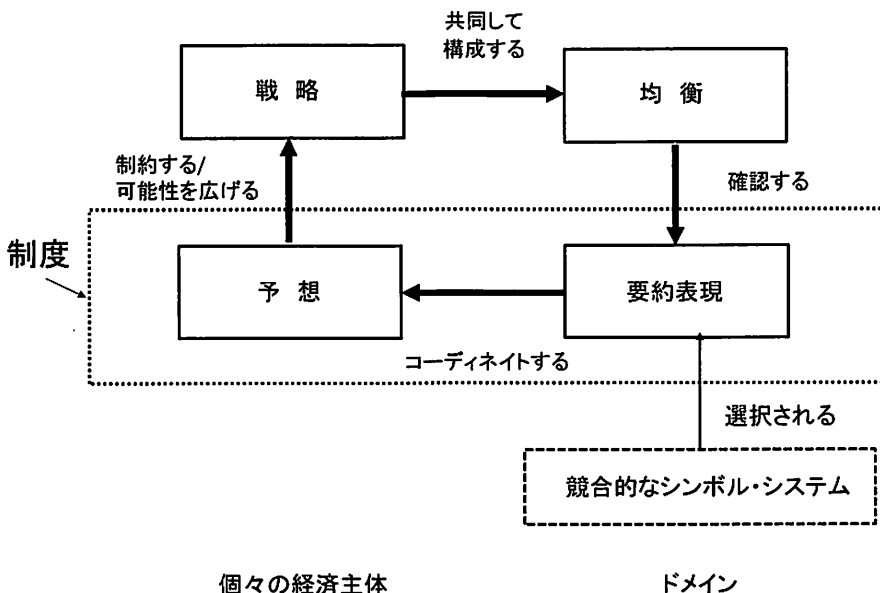 共同して
構成する
戦 略
均 衡
制約する/
可能性を広げる
確認する
制度
予 想
要約表現
コーディネイトする
選択される
競合的なシンボル・システム
個々の経済主体
ドメイン